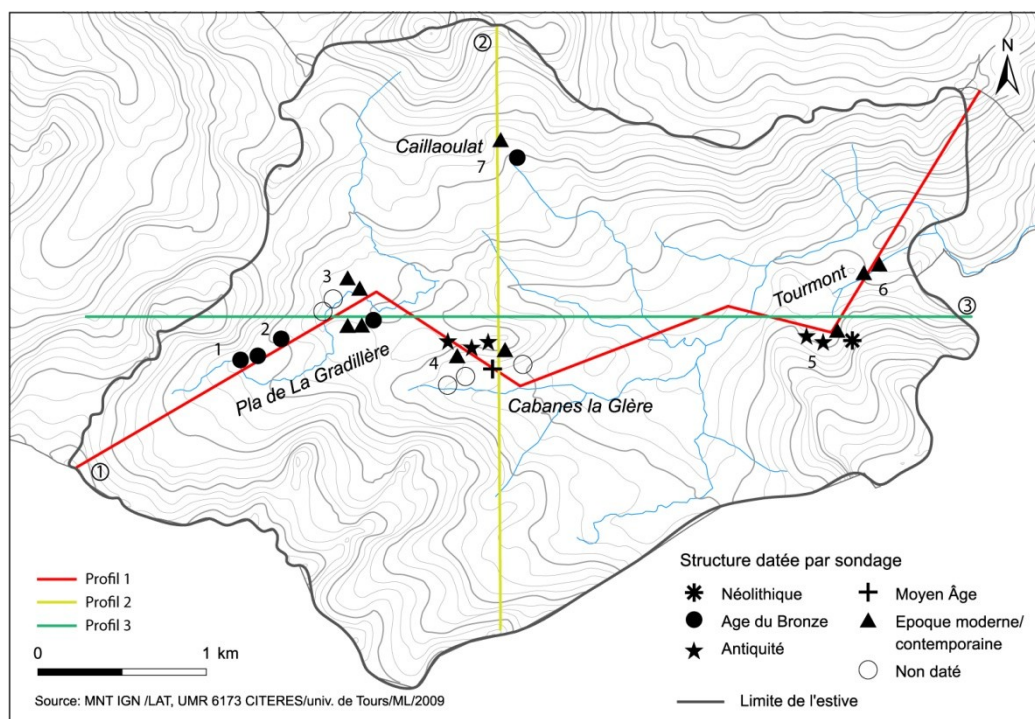 ②
N
Caillaoulat
7
3
Tourmont
6
③
2
1
4
5
Pla de La Gradillère
Cabanes la Glère
①
Profil 1
Profil 2
Profil 3
0 1 km
Source: MNT IGN /LAT, UMR 6173 CITERES/univ. de Tours/ML/2009
Structure datée par sondage
Néolithique
Age du Bronze
Antiquité
Moyen Âge
Epoque moderne/
contemporaine
Non daté
Limite de l'estive